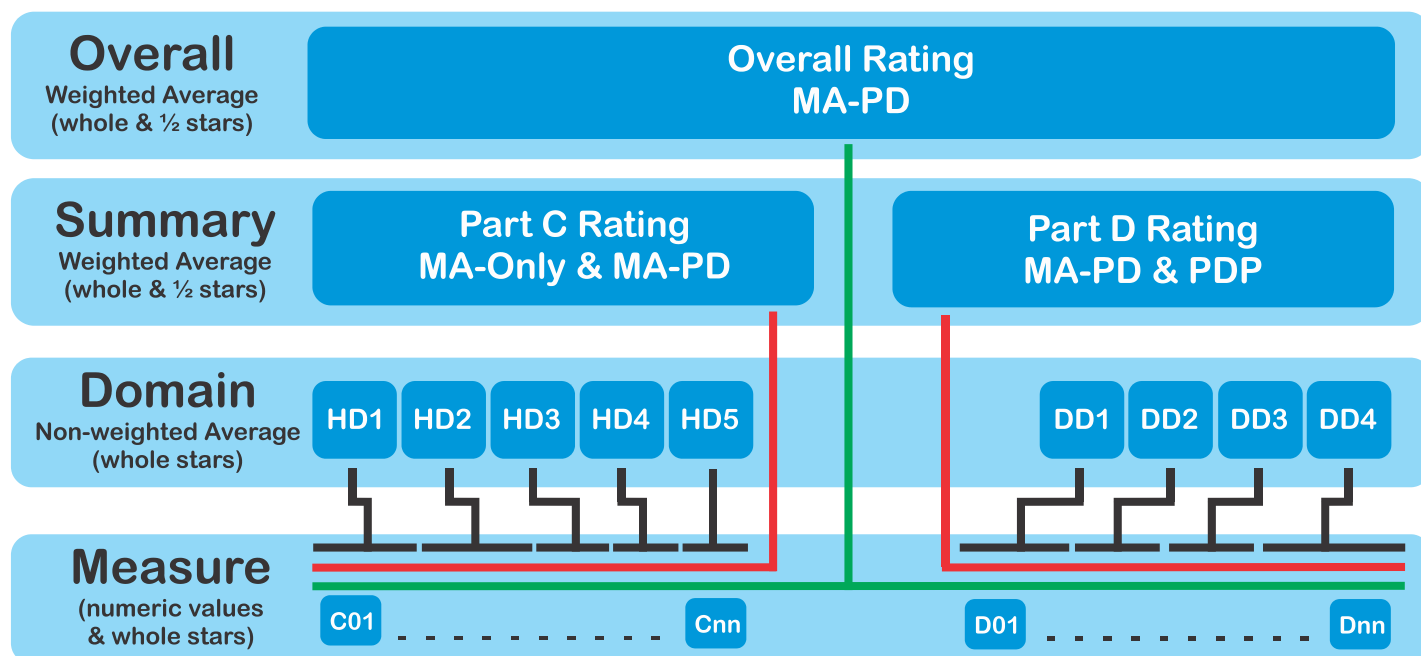 Overall
Weighted Average
(whole & ½ stars)
Overall Rating
MA-PD
Summary
Weighted Average
(whole & ½ stars)
Part C Rating
MA-Only & MA-PD
Part D Rating
MA-PD & PDP
Domain
Non-weighted Average
(whole stars)
HD1 HD2 HD3 HD4 HD5 DD1 DD2 DD3 DD4
Measure
(numeric values
& whole stars)
C01 Cnn D01 Dnn